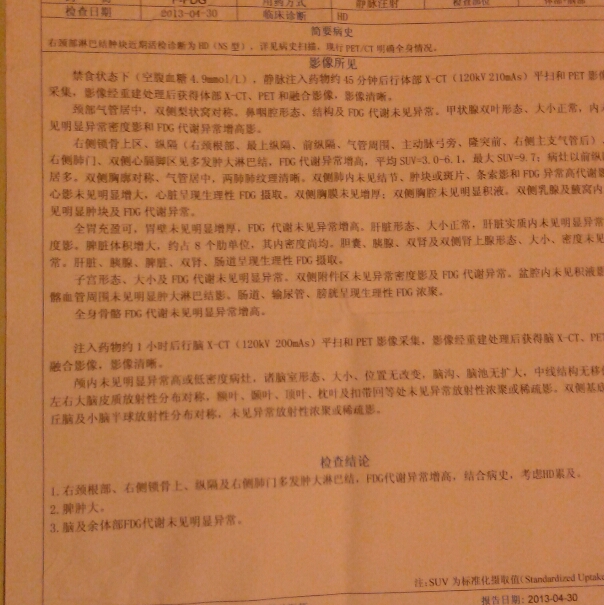 用药方式 静脉注射
检查日期 2013-04-30 临床诊断 HD
简要病史
右颈部淋巴结肿块近期活检诊断为HD（NS型），详见病史扫描，现行PET/CT明确全身情况。
影像所见
禁食状态下（空腹血糖4.9mmol/L），静脉注入药物约45分钟后行体部X-CT（120kV 210mAs）平扫和PET影
采集，影像经重建处理后获得体部X-CT、PET和融合影像，影像清晰。
颈部气管居中，双侧梨状窝对称、鼻咽腔形态、结构及FDG代谢未见异常、甲状腺双叶形态、大小正常，内
见明显异常密度影和FDG代谢异常增高影。
右侧锁骨上区、纵隔（右颈根部、最上纵隔、前纵隔、气管周围、主动脉弓旁、隆突前、右侧主支气管后）
右侧肺门、双侧心膈脚区见多发肿大淋巴结，FDG代谢异常增高，平均SUV=3.0-6.1，最大SUV=9.7；病灶以前纵
居多。双侧胸廓对称、气管居中，两肺肺纹理清晰。双侧肺内未见结节、肿块或斑片、条索影和FDG异常高代谢影
心影未见明显增大，心脏呈现生理性FDG摄取。双侧胸膜未见增厚；双侧胸腔未见明显积液。双侧乳腺及腋窝内
见明显肿块及FDG代谢异常。
全胃充盈可，胃壁未见明显增厚，FDG代谢未见异常增高。肝脏形态、大小正常，肝脏实质内未见明显异常
度影。脾脏体积增大，约占8个肋单位，其内密度尚均。胆囊、胰腺、双肾及双侧肾上腺形态、大小、密度未见
常。肝脏、胰腺、脾脏、双肾、肠道呈现生理性FDG摄取。
子宫形态、大小及FDG代谢未见明显异常。双侧附件区未见异常密度影及FDG代谢异常。盆腔内未见积液影
髂血管周围未见明显肿大淋巴结影、肠道、输尿管、膀胱呈现生理性FDG浓聚。
全身骨骼FDG代谢未见明显异常增高。
注入药物约1小时后行脑X-CT（120kV 200mAs）平扫和PET影像采集，影像经重建处理后获得脑X-CT、PET
融合影像，影像清晰。
颅内未见明显异常高或低密度病灶，诸脑室形态、大小、位置无改变，脑沟、脑池无扩大，中线结构无移
左右大脑皮质放射性分布对称，额叶、颞叶、顶叶、枕叶及扣带回等处未见异常放射性浓聚或稀疏影。双侧基底
丘脑及小脑半球放射性分布对称，未见异常放射性浓聚或稀疏影。
检查结论
1.右颈根部、右侧锁骨上、纵隔及右侧肺门多发肿大淋巴结，FDG代谢异常增高，结合病史，考虑HD累及。
2.脾肿大。
3.脑及余体部FDG代谢未见明显异常。
注:SUV为标准化摄取值(Standardized Uptake
报告日期: 2013-04-30